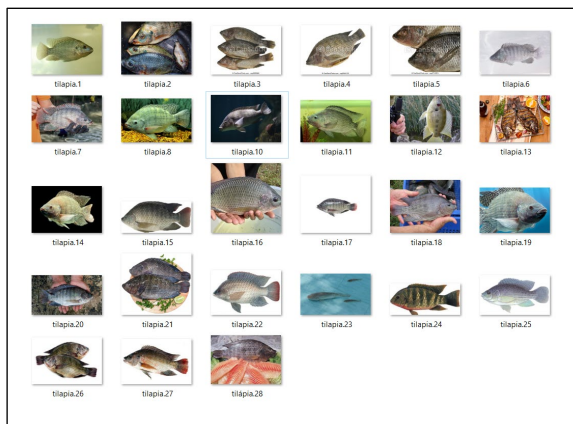 tilapia.1 tilapia.2 tilapia.3 tilapia.4 tilapia.5 tilapia.6
tilapia.7 tilapia.8 tilapia.10 tilapia.11 tilapia.12 tilapia.13
tilapia.14 tilapia.15 tilapia.16 tilapia.17 tilapia.18 tilapia.19
tilapia.20 tilapia.21 tilapia.22 tilapia.23 tilapia.24 tilapia.25
tilapia.26 tilapia.27 tilápia.28